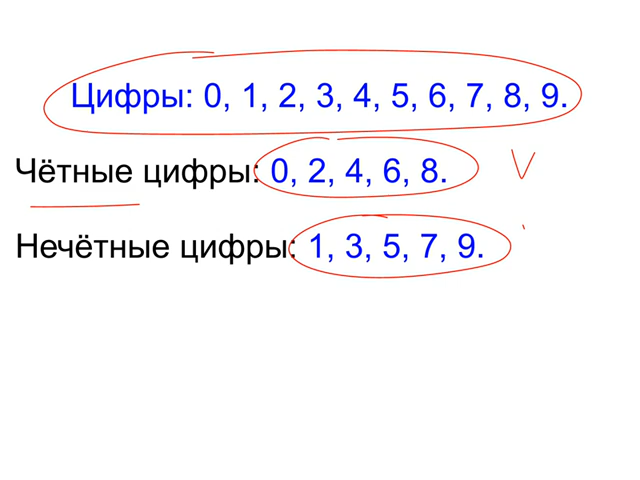 Цифры: 0, 1, 2, 3, 4, 5, 6, 7, 8, 9.
Чётные цифры: 0, 2, 4, 6, 8.
Нечётные цифры: 1, 3, 5, 7, 9.